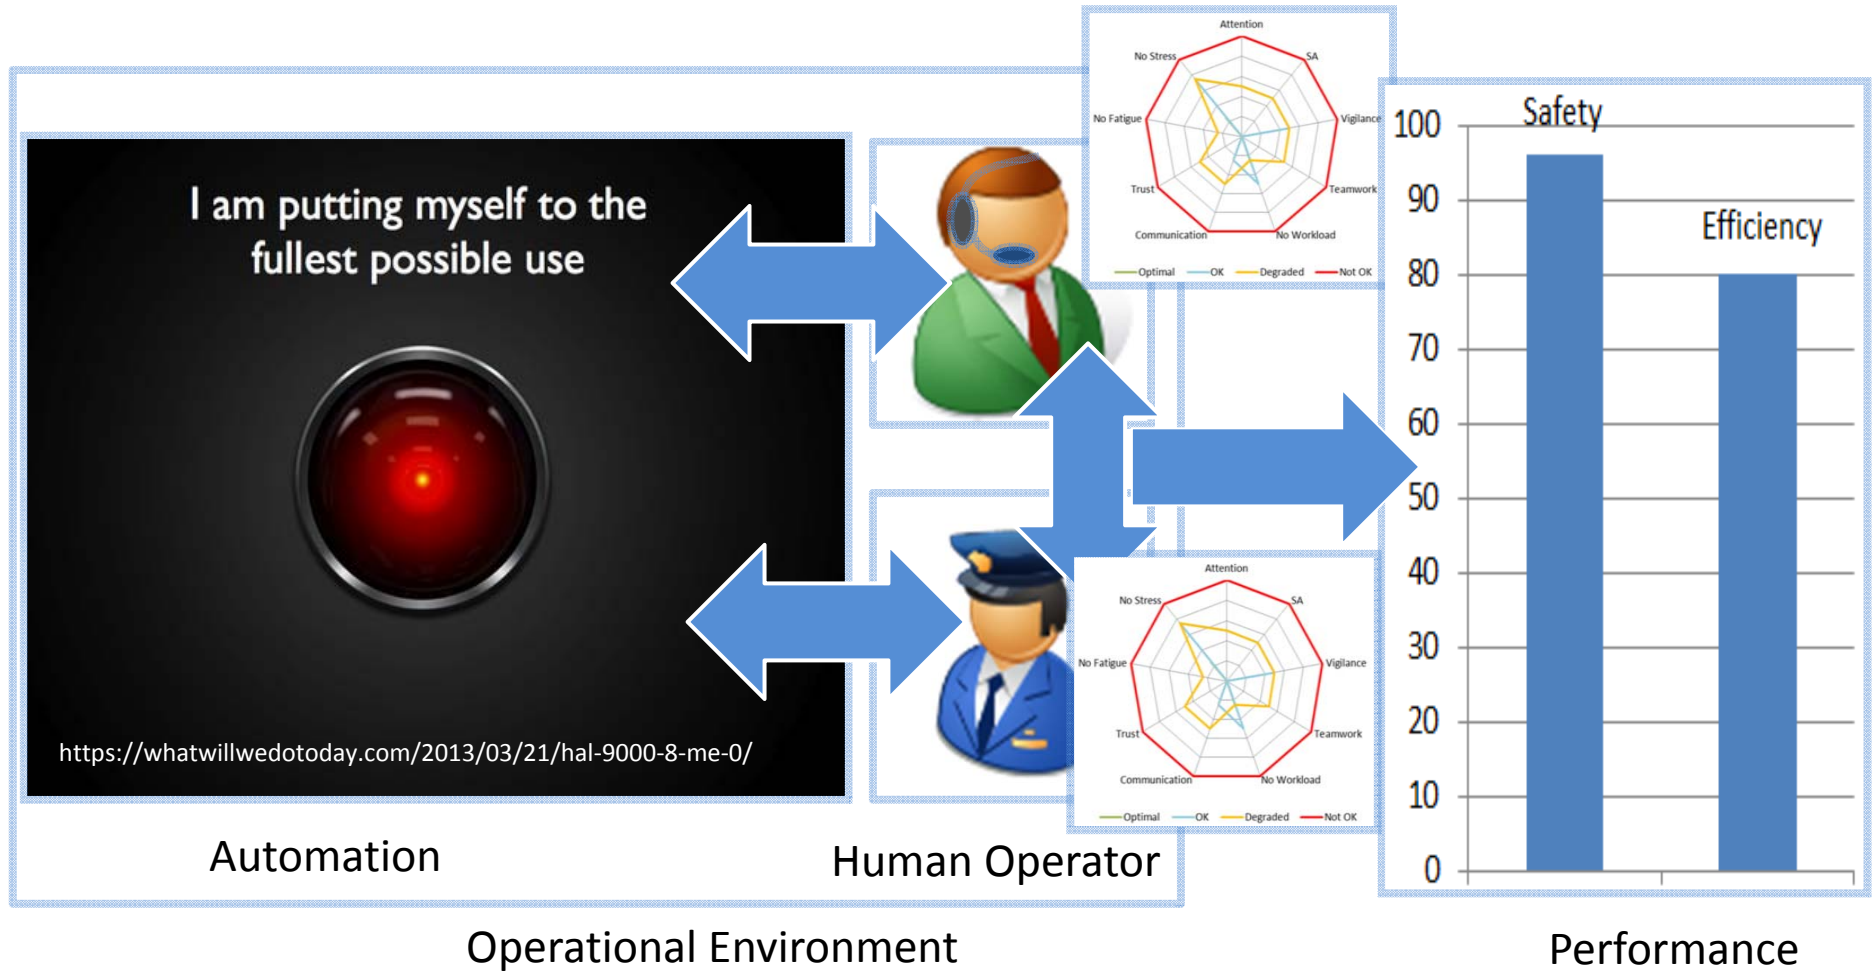 I am putting myself to the
fullest possible use
https://whatwillwedotoday.com/2013/03/21/hal-9000-8-me-0/
Automation
Human Operator
Operational Environment
Attention
No Stress
SA
No Fatigue
Vigilance
Trust
Teamwork
Communication
No Workload
Optimal OK Degraded Not OK
Attention
No Stress
SA
No Fatigue
Vigilance
Trust
Teamwork
Communication
No Workload
Optimal OK Degraded Not OK
Safety
Efficiency
100
90
80
70
60
50
40
30
20
10
0
Performance